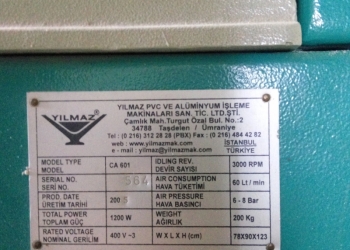 YILMAZ
YILMAZ PVC VE ALÜMİNYUM İŞLEME
MAKİNALARI SAN. TİC. LTD.ŞTİ.
Çamlık Mah.Turgut Özal Bul. No.:2
34788 Taşdelen / Ümraniye
Tel : (0 216) 312 28 28 (PBX) Fax : (0 216) 484 42 82
www • yilmazmak.com
e - mail • yilmaz@yilmazmak.com
İSTANBUL
TÜRKİYE
MODEL TYPE CA 601 IDLING REV. 3000 RPM
MODEL TİPİ DEVİR SAYISI
SERIAL NO. AIR CONSUMPTION 60 Lt / min
SERİ NO. HAVA TÜKETİMİ
PROD. DATE 200 AIR PRESSURE 6 - 8 Bar
ÜRETİM TARİHİ HAVA BASINCI
TOTAL POWER 1200 W WEIGHT 200 Kg
TOPLAM GÜÇ AĞIRLIK
RATED VOLTAGE 400 V ~3 W X L X H (cm) 78X90X123
NOMİNAL GERİLİM